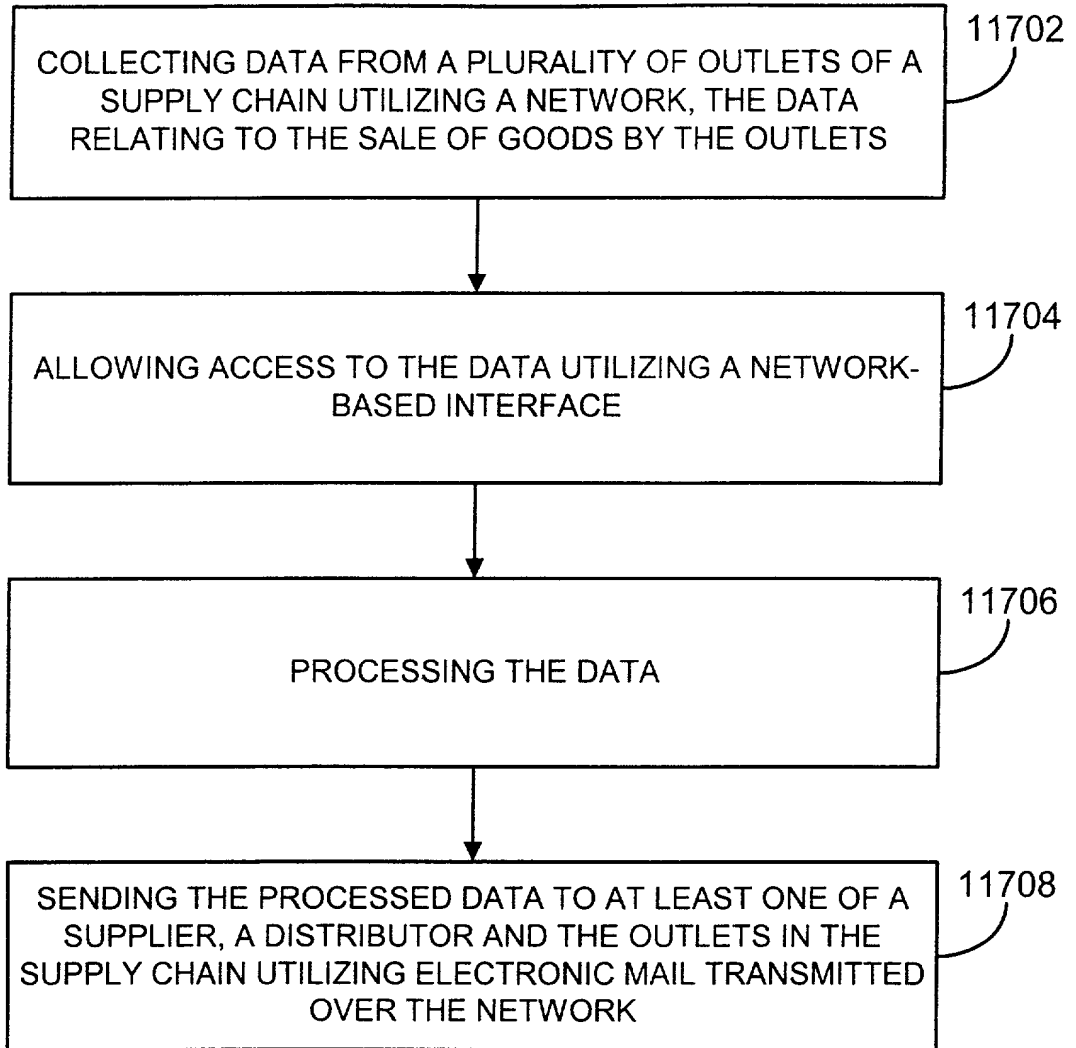 11702
COLLECTING DATA FROM A PLURALITY OF OUTLETS OF A
SUPPLY CHAIN UTILIZING A NETWORK, THE DATA
RELATING TO THE SALE OF GOODS BY THE OUTLETS
11704
ALLOWING ACCESS TO THE DATA UTILIZING A NETWORK-
BASED INTERFACE
11706
PROCESSING THE DATA
11708
SENDING THE PROCESSED DATA TO AT LEAST ONE OF A
SUPPLIER, A DISTRIBUTOR AND THE OUTLETS IN THE
SUPPLY CHAIN UTILIZING ELECTRONIC MAIL TRANSMITTED
OVER THE NETWORK